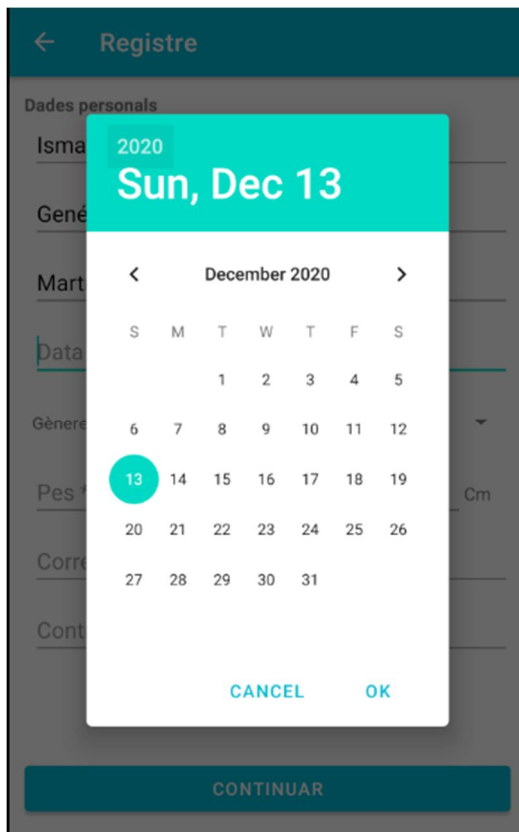 Registre
Dades personals
Isma
2020
Sun, Dec 13
Gené
Mart
December 2020
S M T W T F S
Data
1 2 3 4 5
Gènere
6 7 8 9 10 11 12
13 14 15 16 17 18 19
Pes * Cm
20 21 22 23 24 25 26
Corre
27 28 29 30 31
Cont
CANCEL OK
CONTINUAR